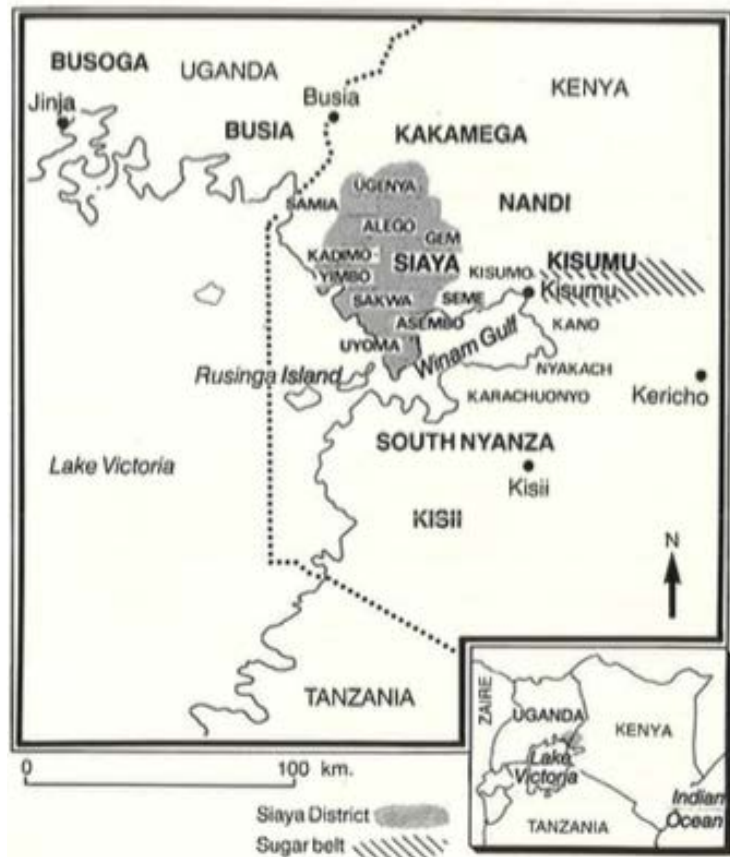 BUSOGA
UGANDA
Jinja
Busia
KENYA
BUSIA
KAKAMEGA
UGENYA
SAMIA
NANDI
ALEGO
GEM
KADIMO
SIAYA
KISUMO
KISUMU
YIMBO
Kisumu
SAKWA
SEME
ASEMBO
KANO
UYOMA
Winam Gulf
Rusinga Island
NYAKACH
KARACHUONYO
Kericho
SOUTH NYANZA
Lake Victoria
Kisii
KISII
N
TANZANIA
ZAIRE
UGANDA
KENYA
Lake
Victoria
Indian
Ocean
TANZANIA
0 100 km.
Siaya District
Sugar belt